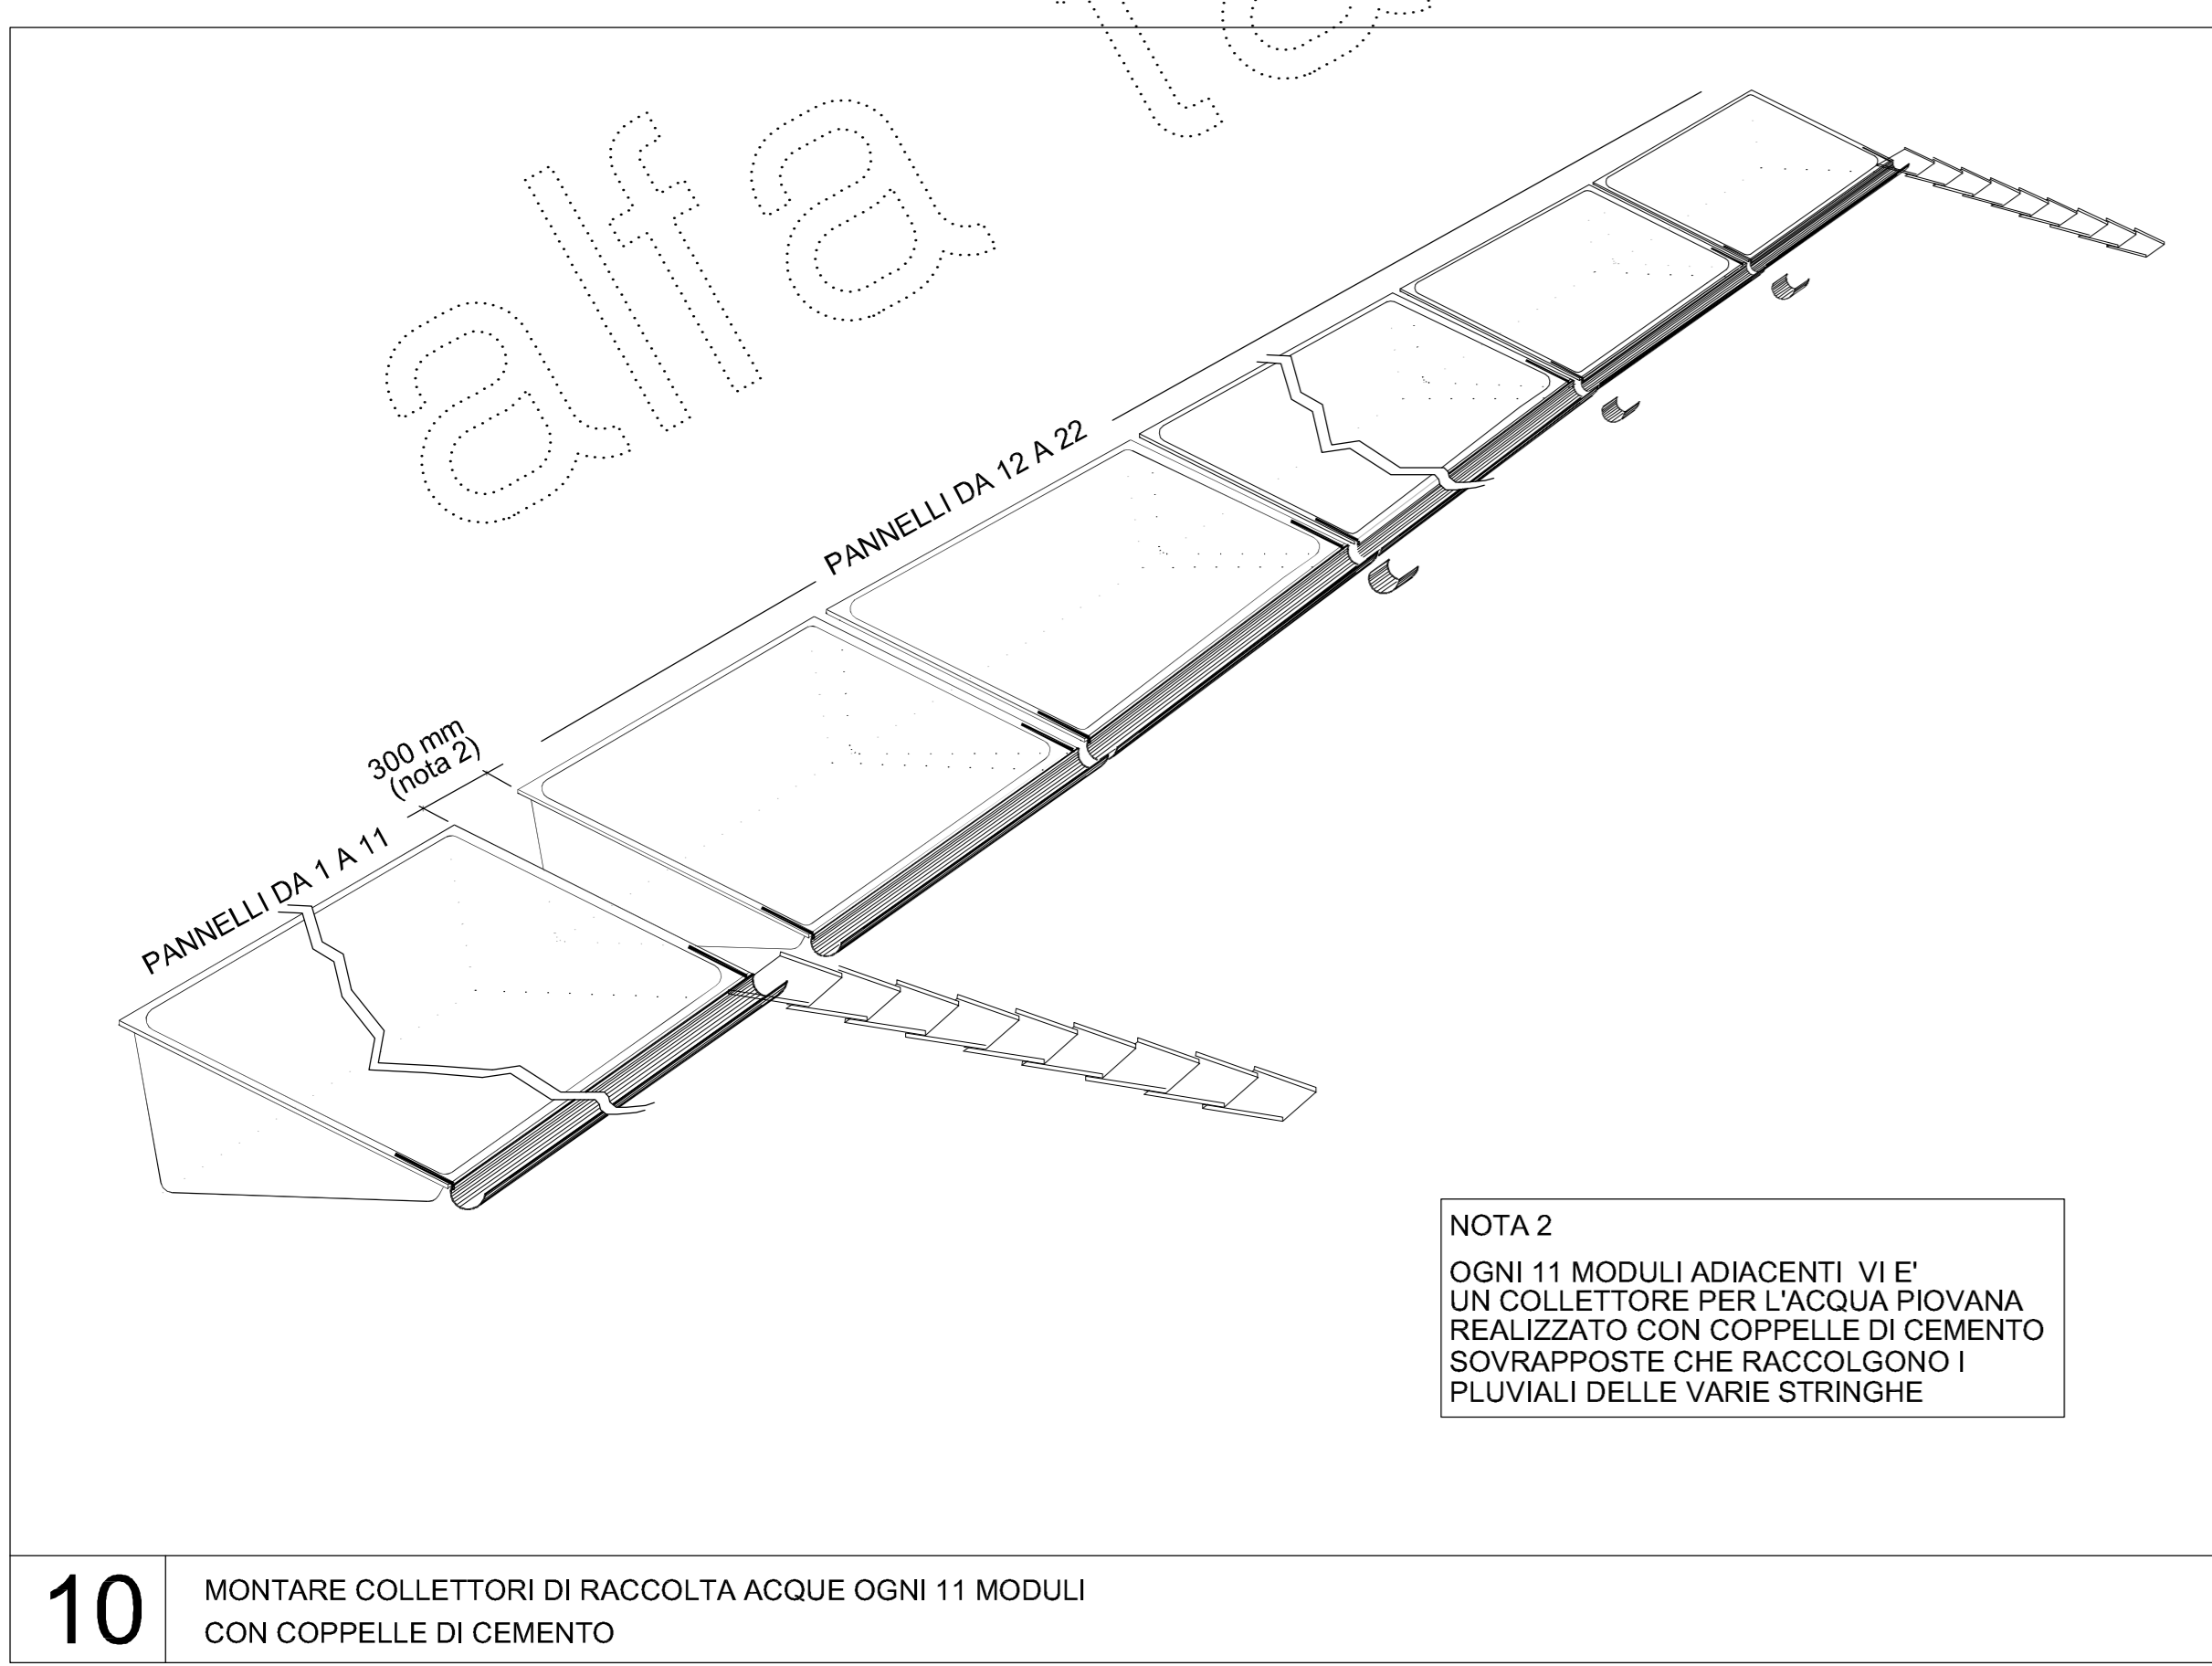 alfa
PANNELLI DA 12 A 22
300 mm
(nota 2)
PANNELLI DA 1 A 11
NOTA 2
OGNI 11 MODULI ADIACENTI VI E'
UN COLLETTORE PER L'ACQUA PIOVANA
REALIZZATO CON COPPELLE DI CEMENTO
SOVRAPPOSTE CHE RACCOLGONO I
PLUVIALI DELLE VARIE STRINGHE
10
MONTARE COLLETTORI DI RACCOLTA ACQUE OGNI 11 MODULI
CON COPPELLE DI CEMENTO